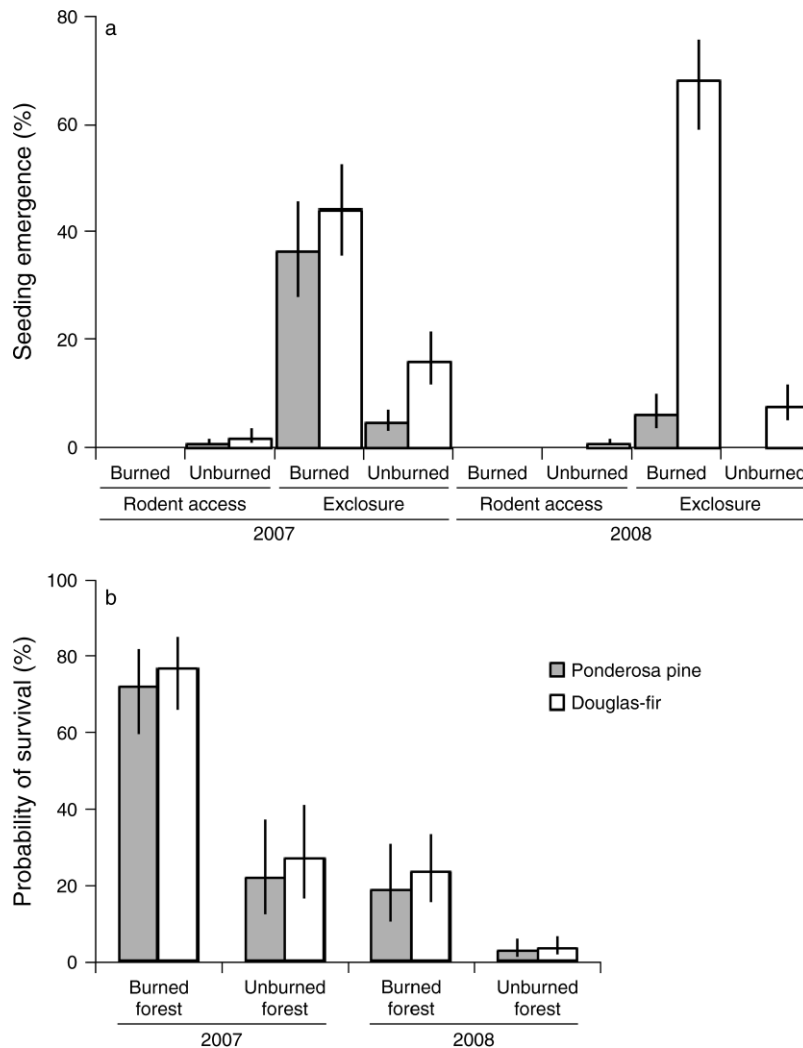 a
80
60
40
20
0
Seeding emergence (%)
Burned Unburned Burned Unburned Burned Unburned Burned Unburned
Rodent access Exclosure Rodent access Exclosure
2007 2008
b
100
80
60
40
20
0
Probability of survival (%)
Ponderosa pine
Douglas-fir
Burned forest Unburned forest Burned forest Unburned forest
2007 2008